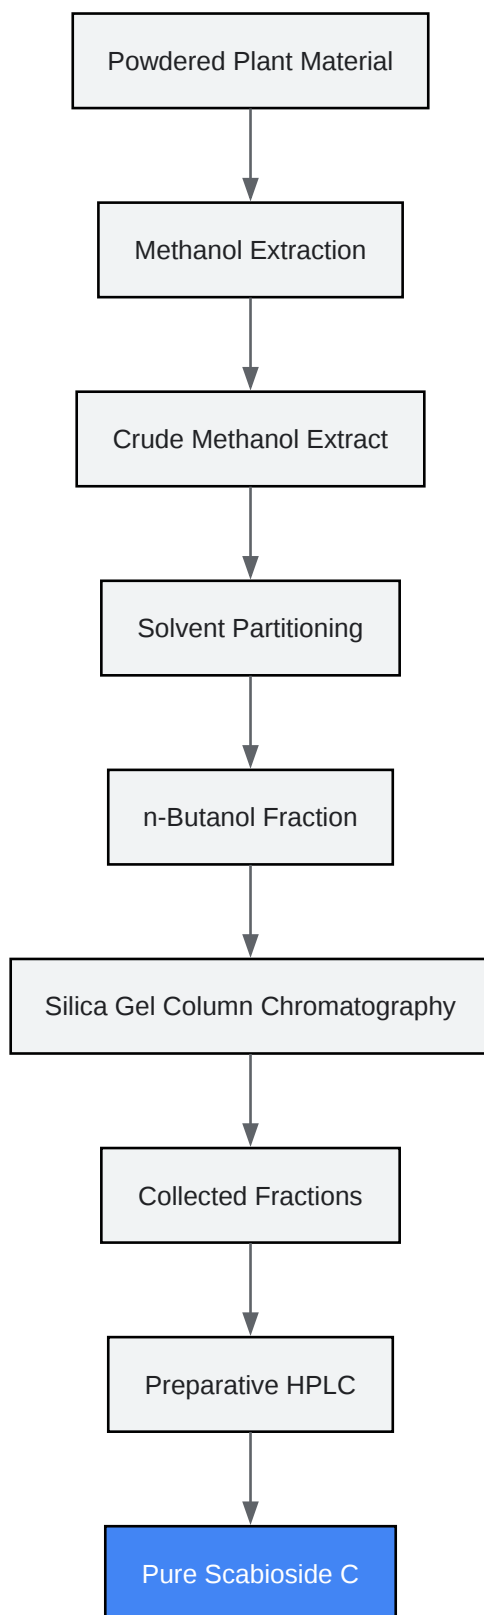 Powdered Plant Material
Methanol Extraction
Crude Methanol Extract
Solvent Partitioning
n-Butanol Fraction
Silica Gel Column Chromatography
Collected Fractions
Preparative HPLC
Pure Scabioside C